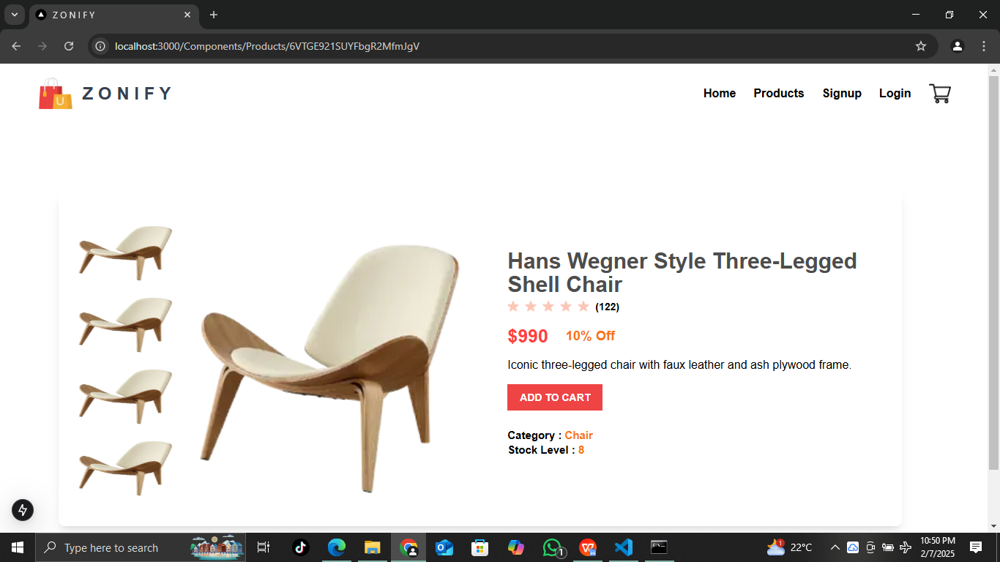 Z O N I F Y
localhost:3000/Components/Products/6VTGE921SUYFbgR2MfmJgV
Z O N I F Y
Home Products Signup Login
Hans Wegner Style Three-Legged
Shell Chair
(122)
$990 10% Off
Iconic three-legged chair with faux leather and ash plywood frame.
ADD TO CART
Category : Chair
Stock Level : 8
Type here to search
1
1
22°C
10:50 PM
2/7/2025